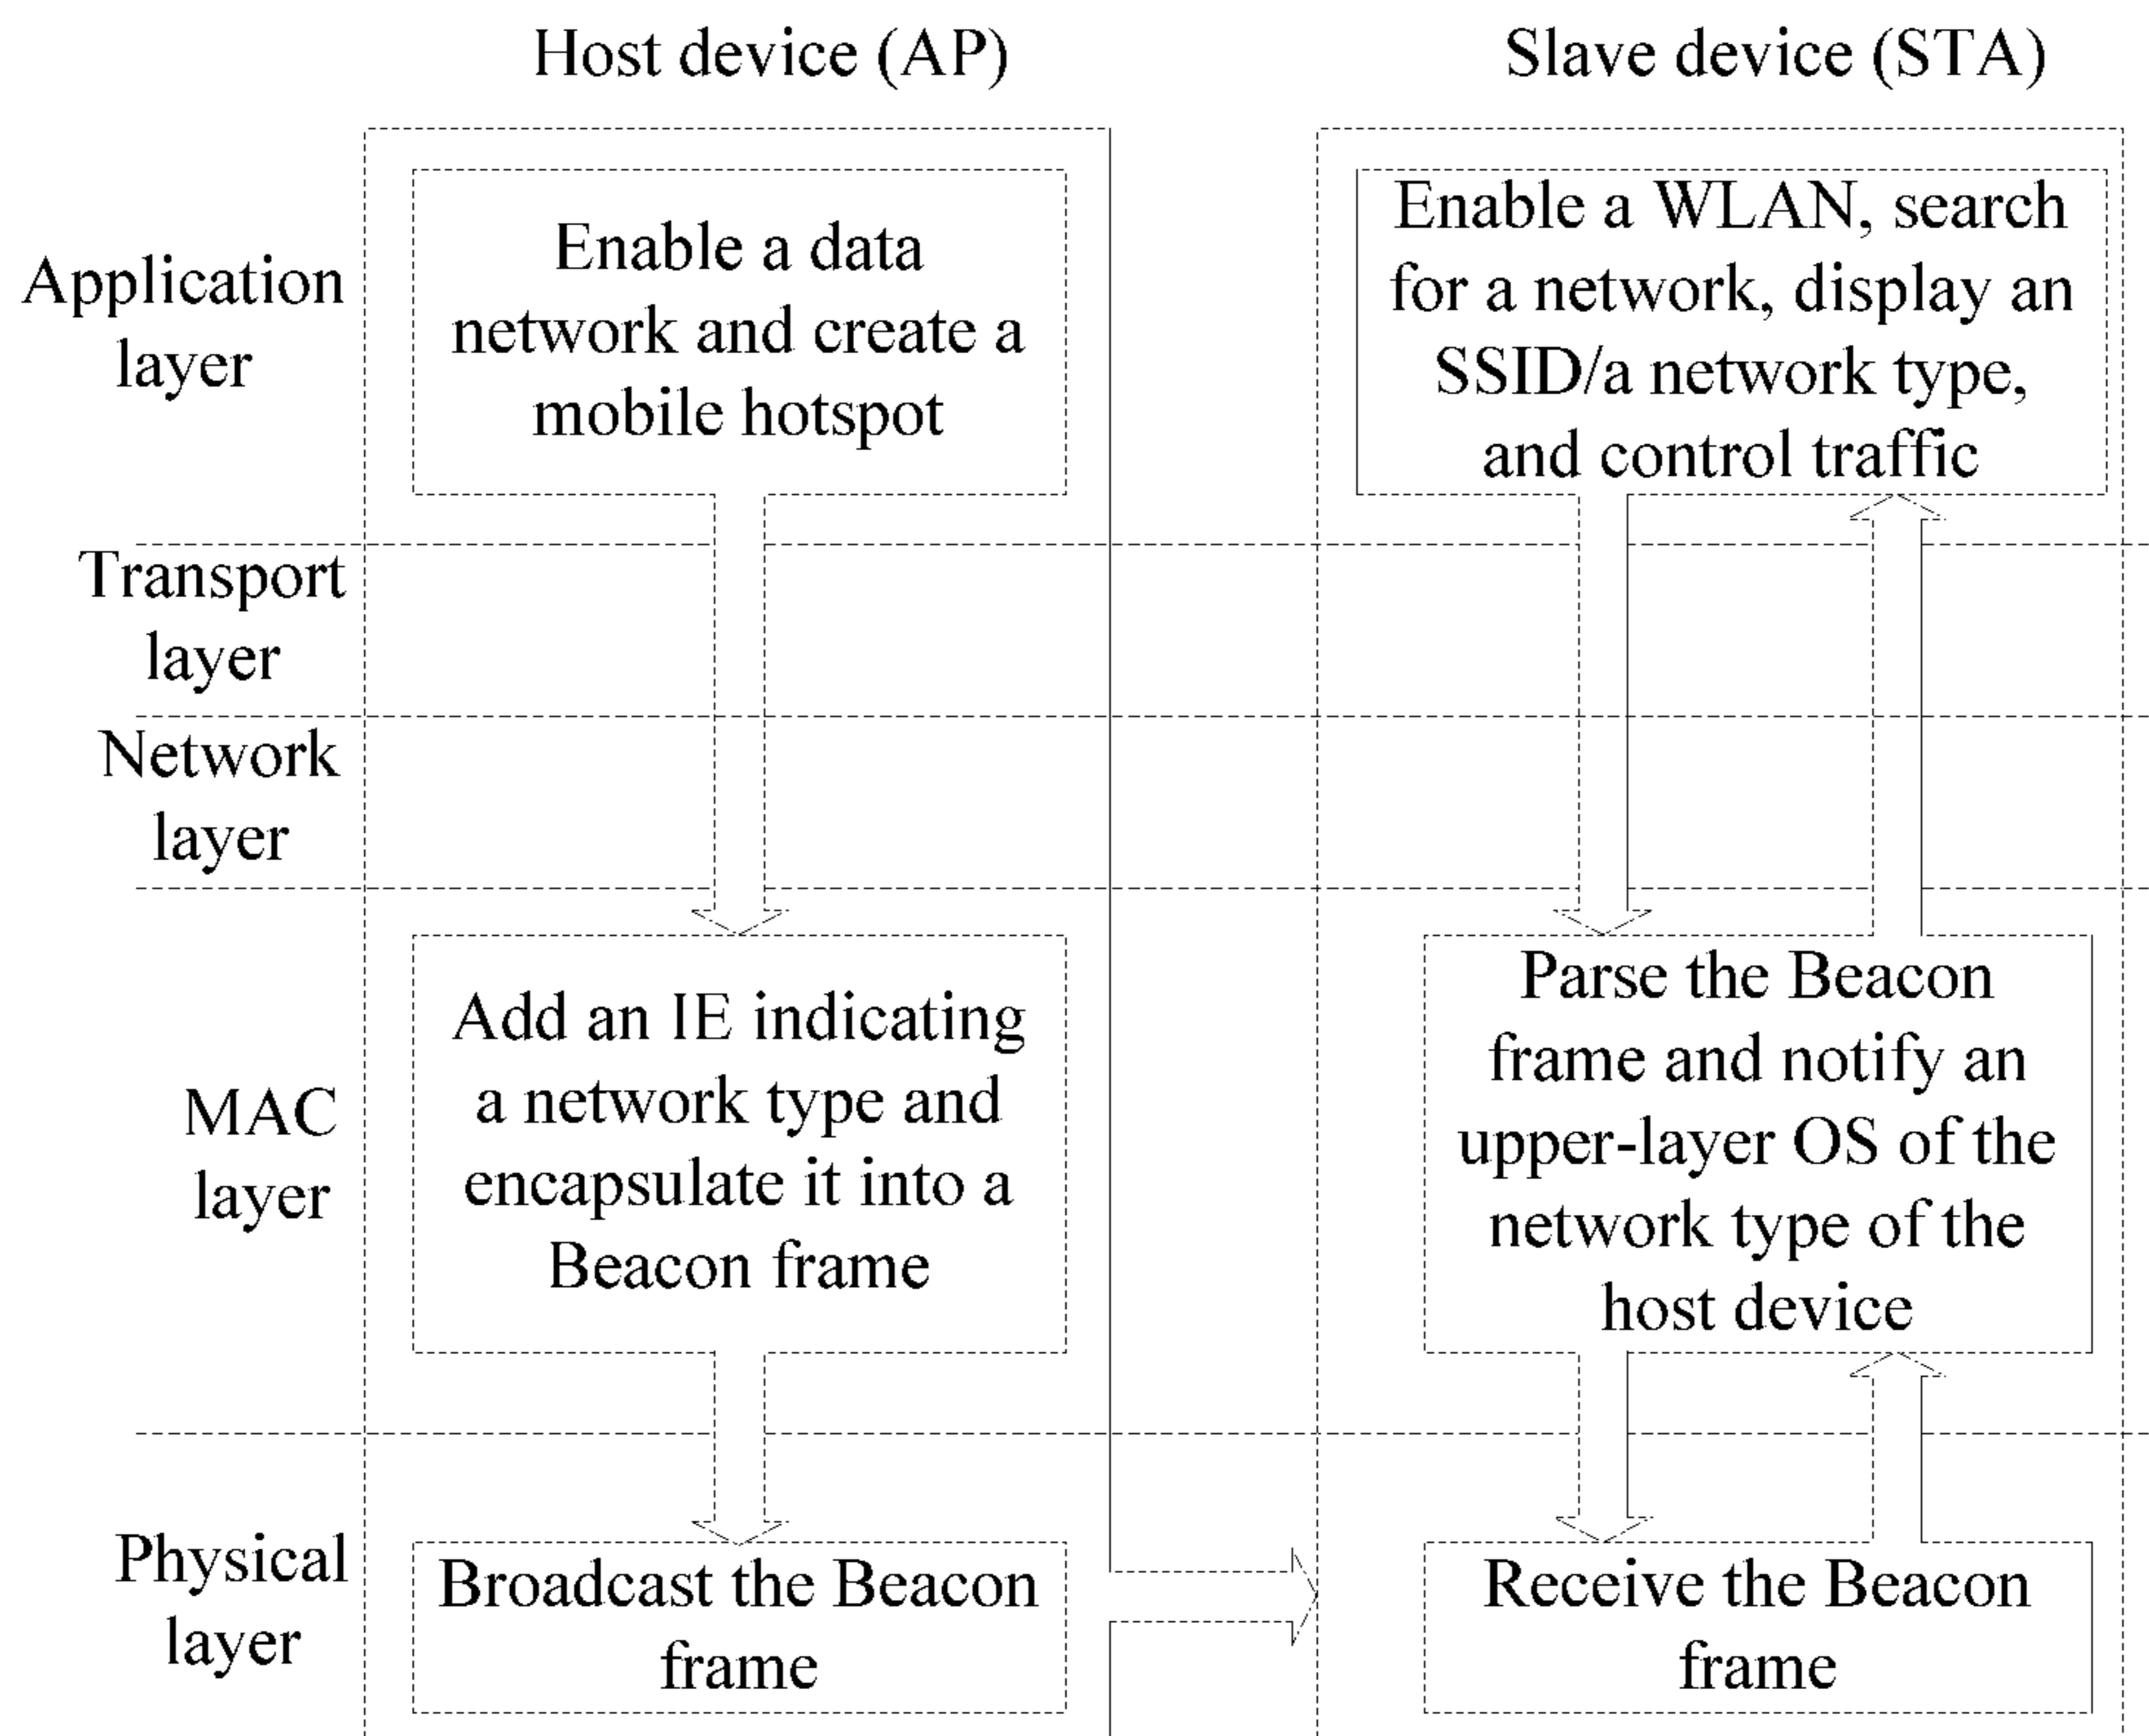 Host device (AP)
Slave device (STA)
Application
layer
Enable a data
network and create a
mobile hotspot
Enable a WLAN, search
for a network, display an
SSID/a network type,
and control traffic
Transport
layer
Network
layer
MAC
layer
Add an IE indicating
a network type and
encapsulate it into a
Beacon frame
Parse the Beacon
frame and notify an
upper-layer OS of the
network type of the
host device
Physical
layer
Broadcast the Beacon
frame
Receive the Beacon
frame